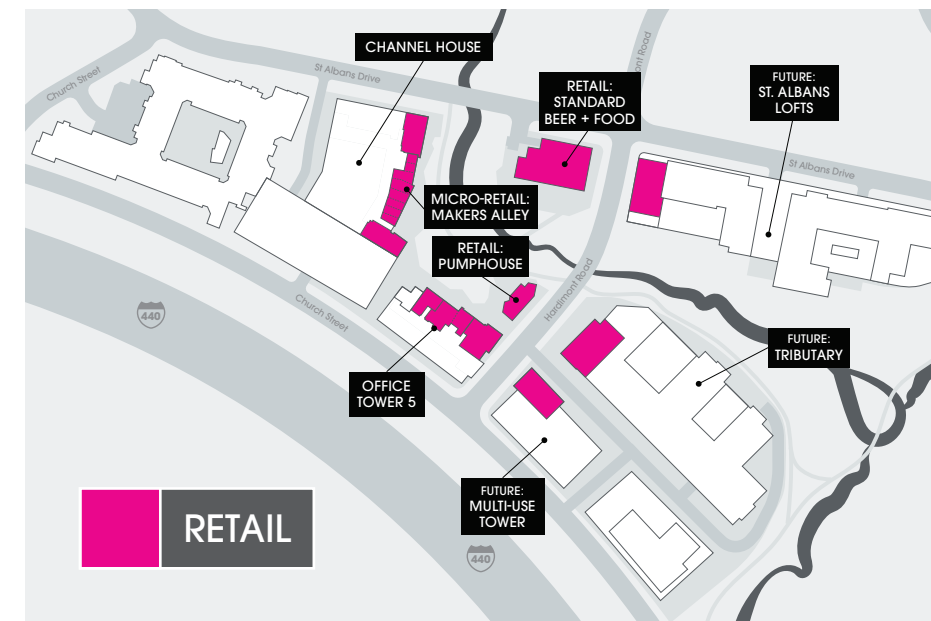 CHANNEL HOUSE
Church Street
St Albans Drive
RETAIL:
STANDARD
BEER + FOOD
ont Road
FUTURE:
ST. ALBANS
LOFTS
St Albans Drive
MICRO-RETAIL:
MAKERS ALLEY
RETAIL:
PUMPHOUSE
Hardimont Road
440
Church Street
FUTURE:
TRIBUTARY
OFFICE
TOWER 5
FUTURE:
MULTI-USE
TOWER
RETAIL
440